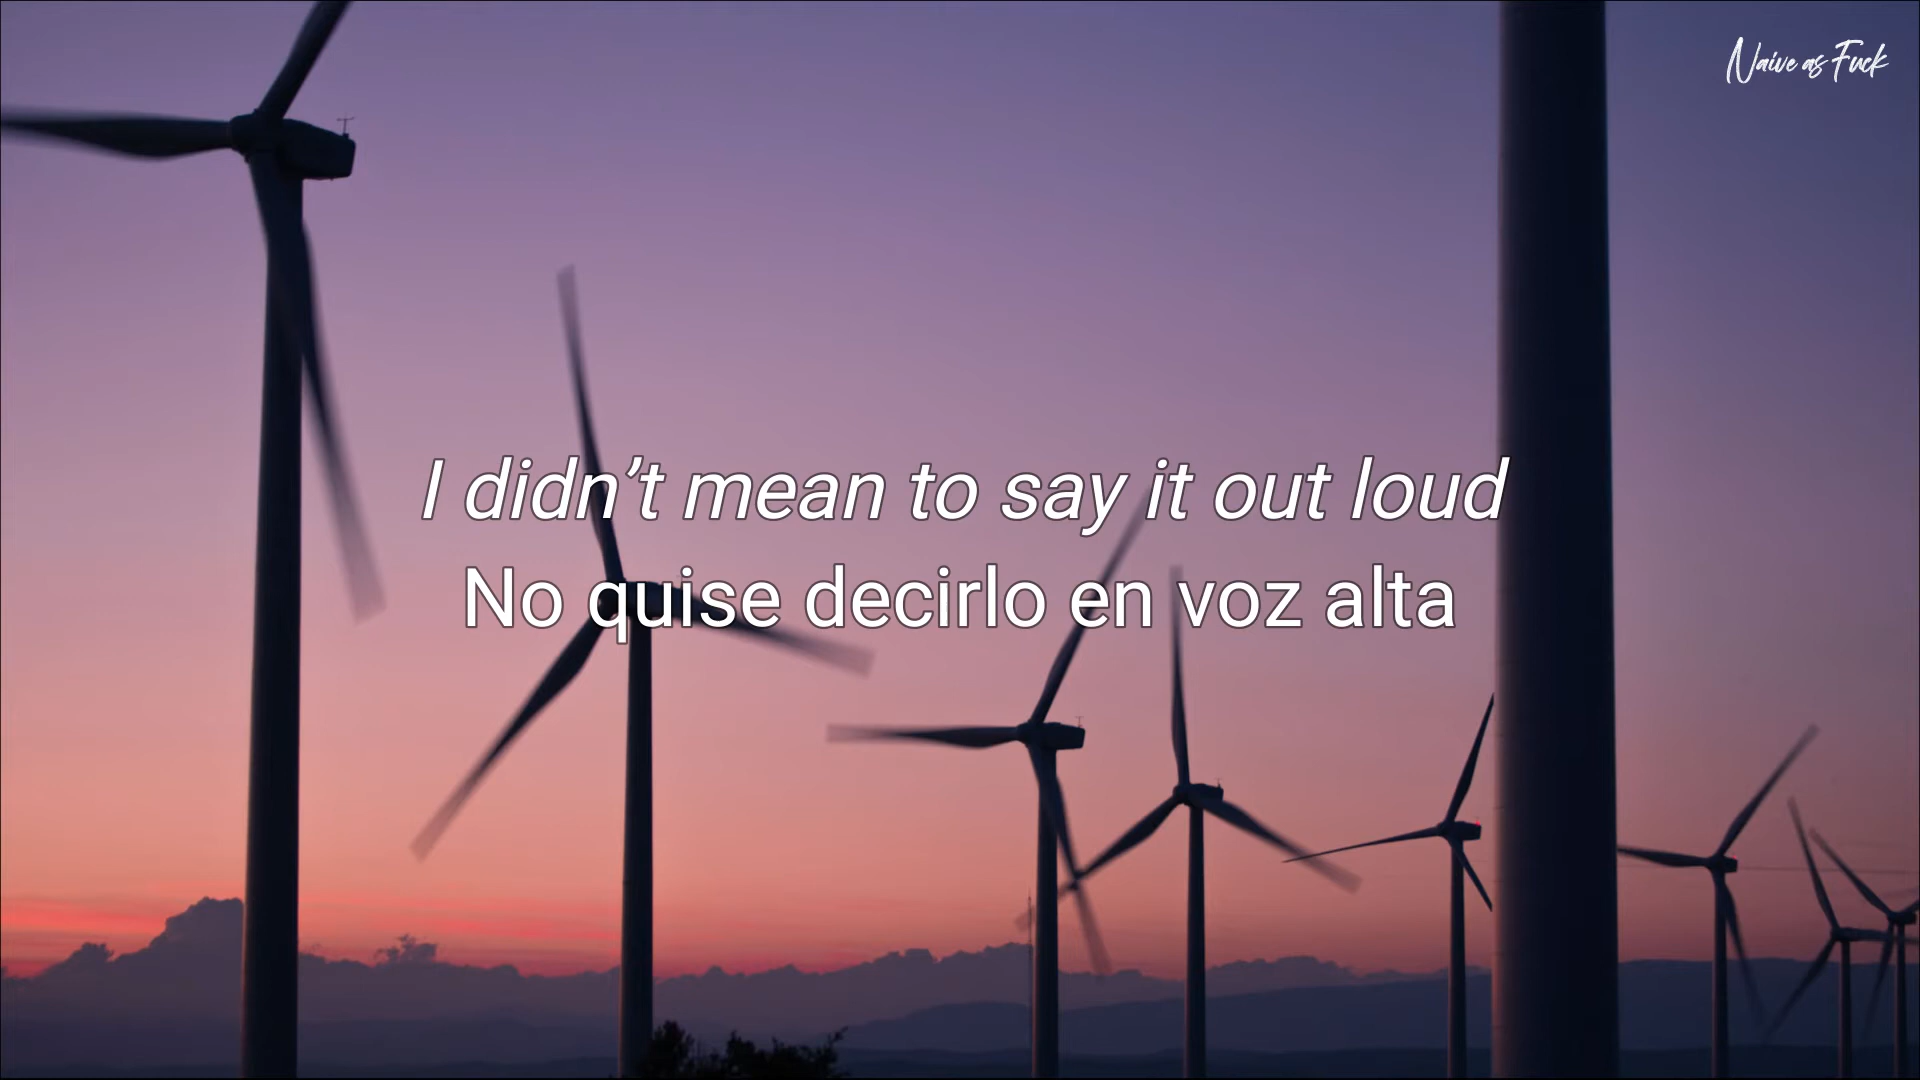 Naive as Fuck
I didn’t mean to say it out loud
No quise decirlo en voz alta